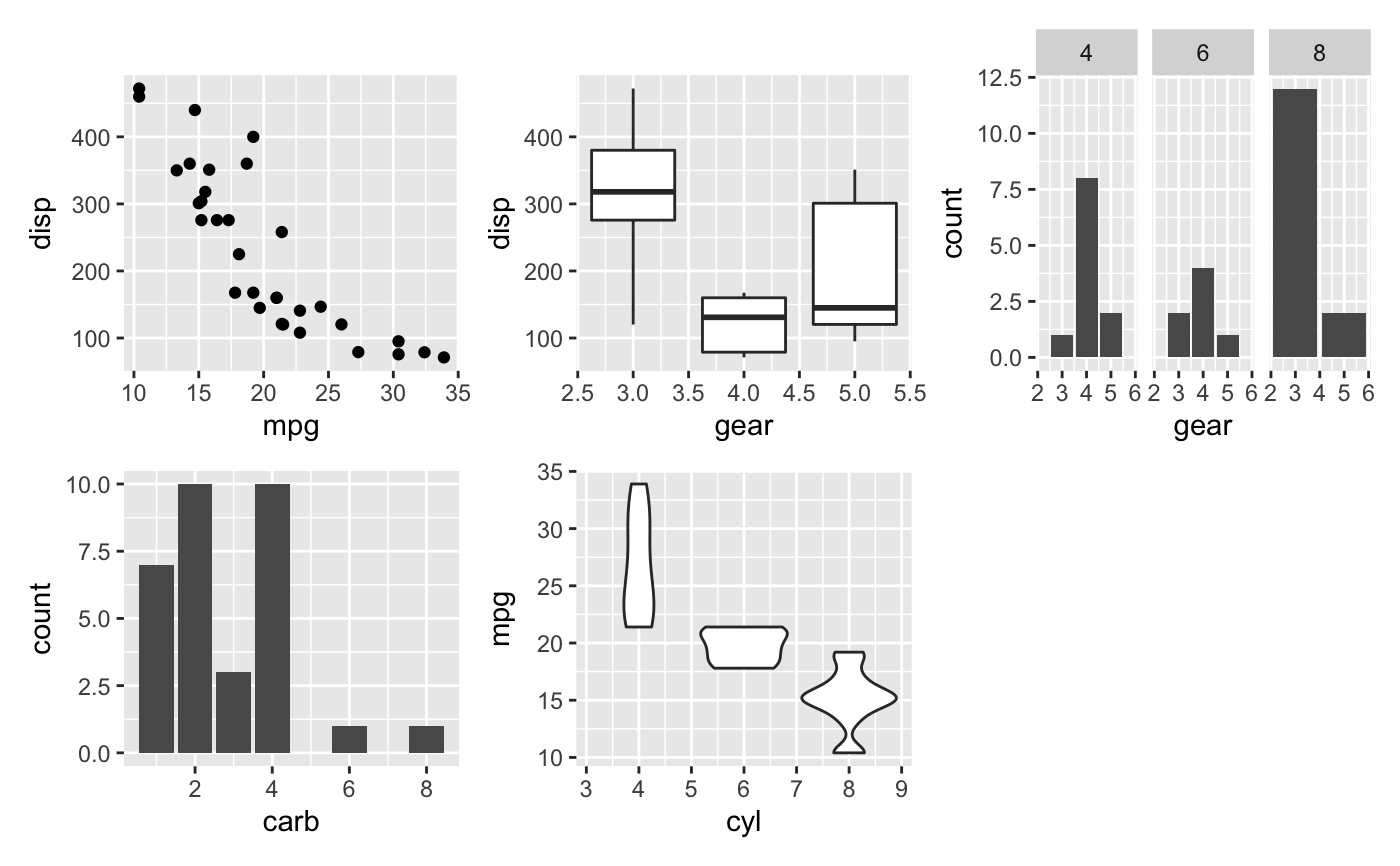 disp
400
300
200
100
10 15 20 25 30 35
mpg
disp
400
300
200
100
2.5 3.0 3.5 4.0 4.5 5.0 5.5
gear
4 6 8
count
12.5
10.0
7.5
5.0
2.5
0.0
2 3 4 5 6 2 3 4 5 6 2 3 4 5 6
gear
count
10.0
7.5
5.0
2.5
0.0
2 4 6 8
carb
mpg
35
30
25
20
15
10
3 4 5 6 7 8 9
cyl